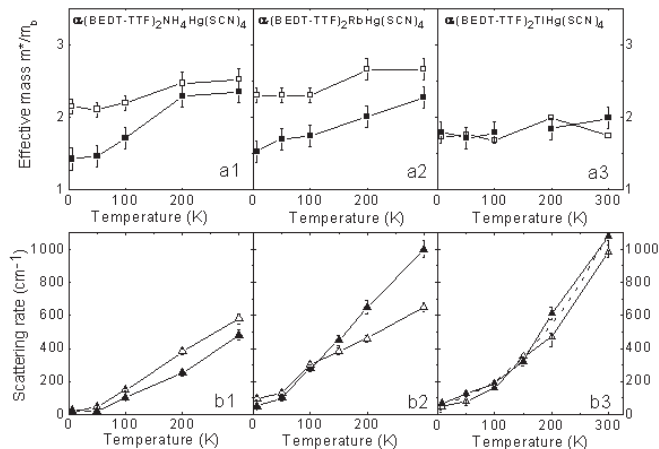 α-(BEDT-TTF)₂NH₄Hg(SCN)₄ α-(BEDT-TTF)₂RbHg(SCN)₄ α-(BEDT-TTF)₂TlHg(SCN)₄
Effective mass m*/m_b
3 3
2 2
1 1
a1 a2 a3
0 100 200 0 100 200 0 100 200 300
Temperature (K) Temperature (K) Temperature (K)
Scattering rate (cm⁻¹)
1000 1000
800 800
600 600
400 400
200 200
0 0
b1 b2 b3
0 100 200 0 100 200 0 100 200 300
Temperature (K) Temperature (K) Temperature (K)